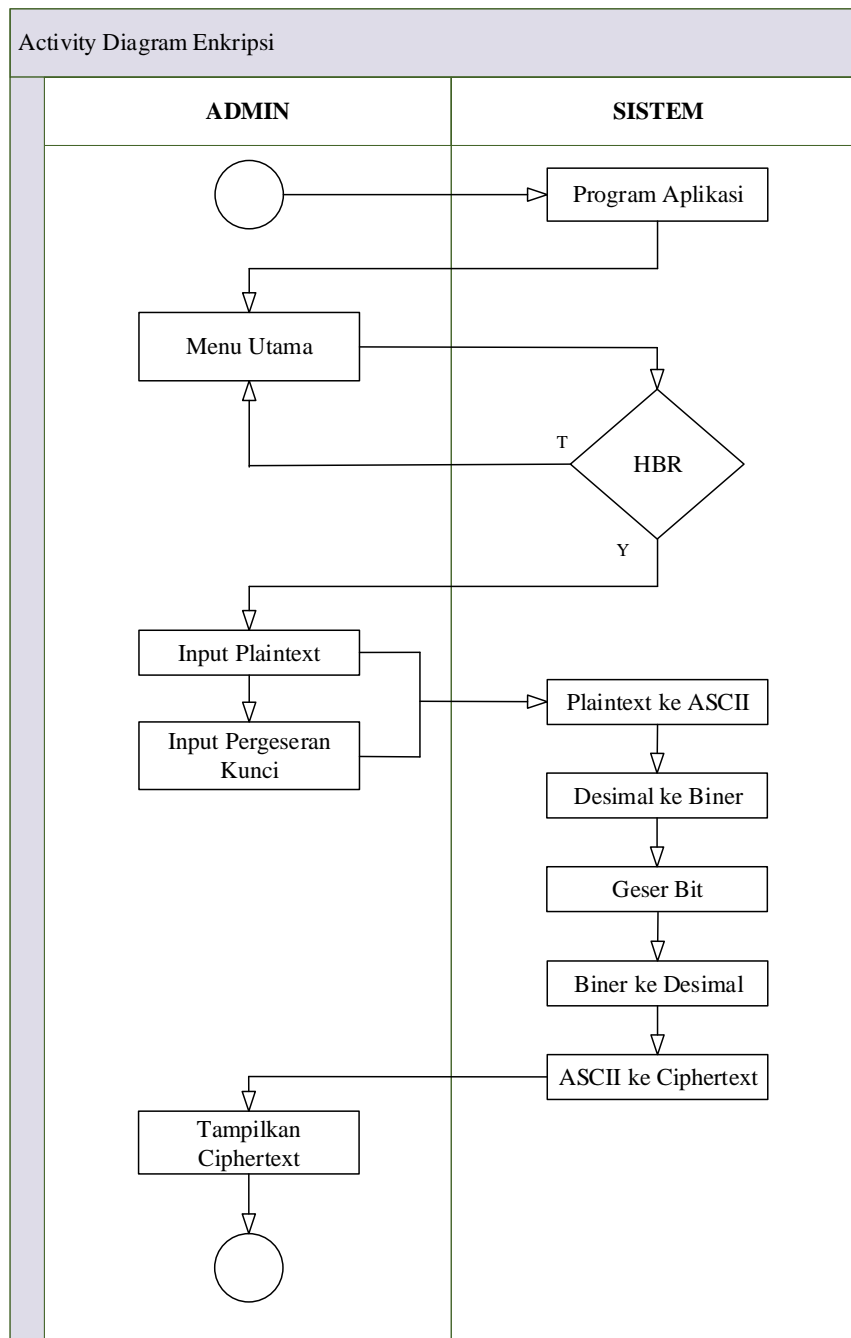 Activity Diagram Enkripsi
ADMIN
SISTEM
Program Aplikasi
Menu Utama
T
HBR
Y
Input Plaintext
Plaintext ke ASCII
Input Pergeseran
Kunci
Desimal ke Biner
Geser Bit
Biner ke Desimal
ASCII ke Ciphertext
Tampilkan
Ciphertext